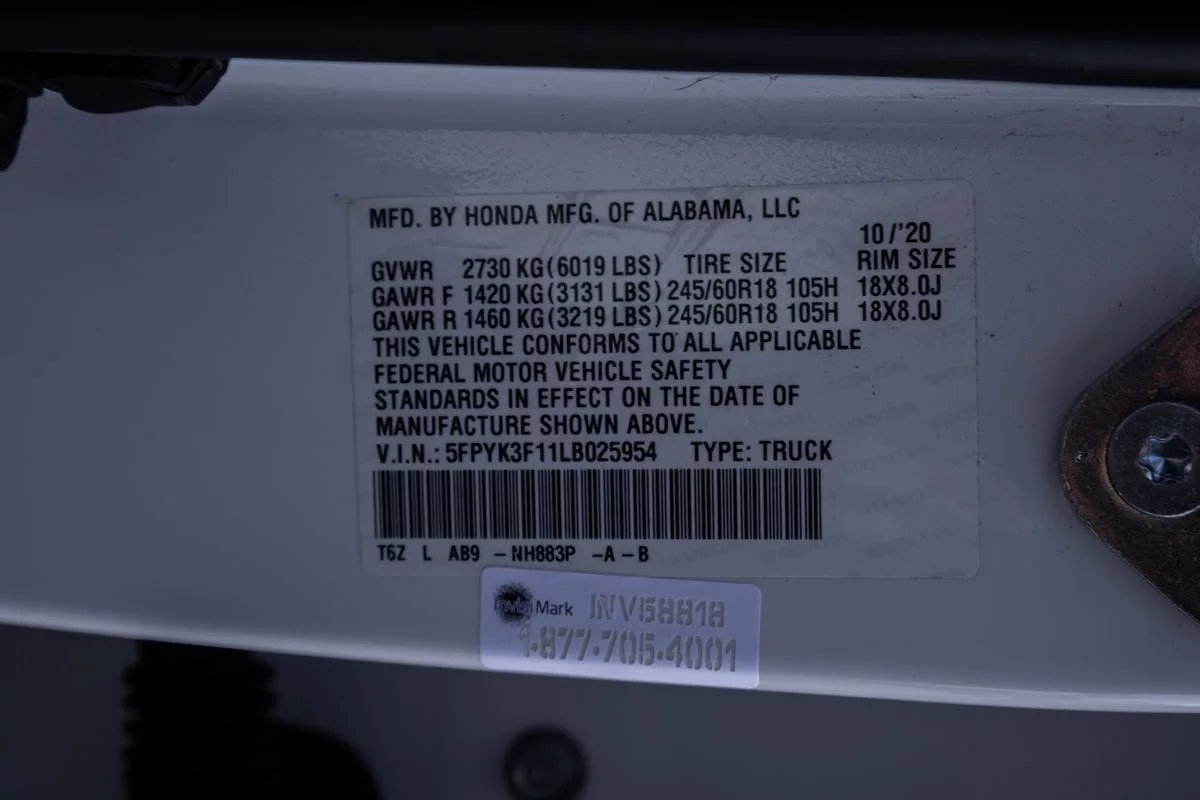 MFD. BY HONDA MFG. OF ALABAMA, LLC
10/'20
GVWR 2730 KG(6019 LBS) TIRE SIZE RIM SIZE
GAWR F 1420 KG(3131 LBS) 245/60R18 105H 18X8.0J
GAWR R 1460 KG(3219 LBS) 245/60R18 105H 18X8.0J
THIS VEHICLE CONFORMS TO ALL APPLICABLE
FEDERAL MOTOR VEHICLE SAFETY
STANDARDS IN EFFECT ON THE DATE OF
MANUFACTURE SHOWN ABOVE.
V.I.N.: 5FPYK3F11LB025954 TYPE: TRUCK
T6Z L AB9 -NH883P -A -B
Invisi Mark INV58818
1-877-705-4001